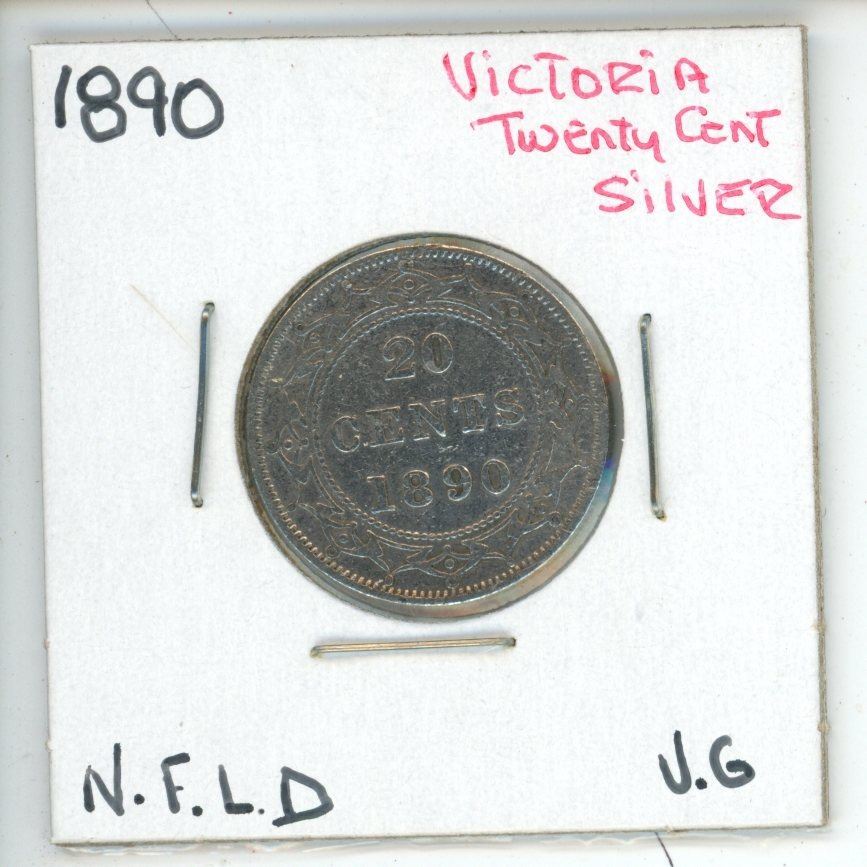 1890
VICTORiA
TWENTy CENT
SiLVER
20
CENTS
1890
N.F.L.D
V.G